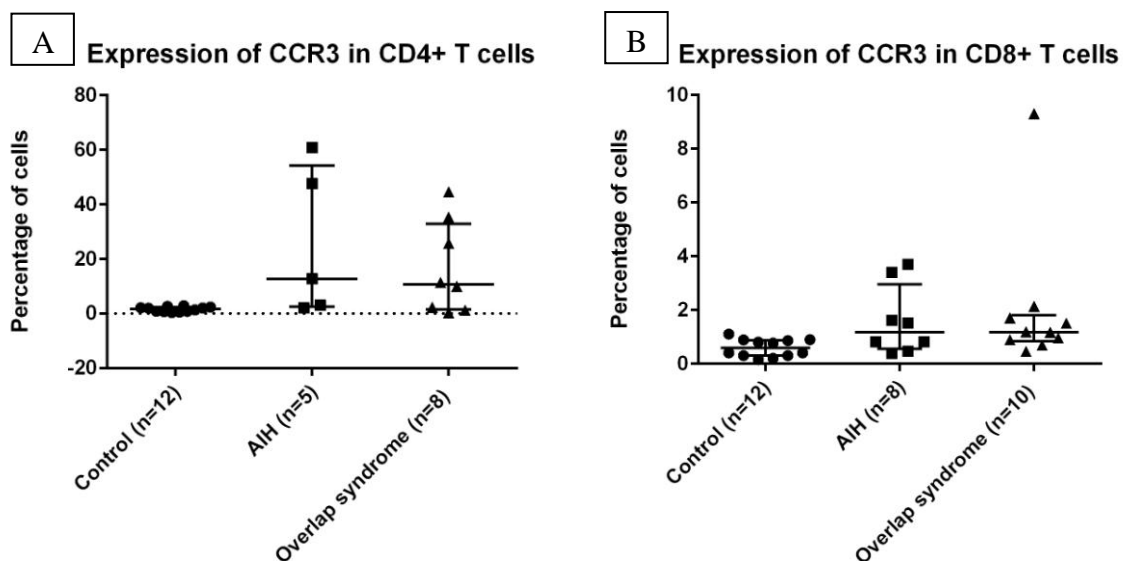 A
Expression of CCR3 in CD4+ T cells
Percentage of cells
80
60
40
20
0
-20
Control (n=12)
AIH (n=5)
Overlap syndrome (n=8)
B
Expression of CCR3 in CD8+ T cells
Percentage of cells
10
8
6
4
2
0
Control (n=12)
AIH (n=8)
Overlap syndrome (n=10)